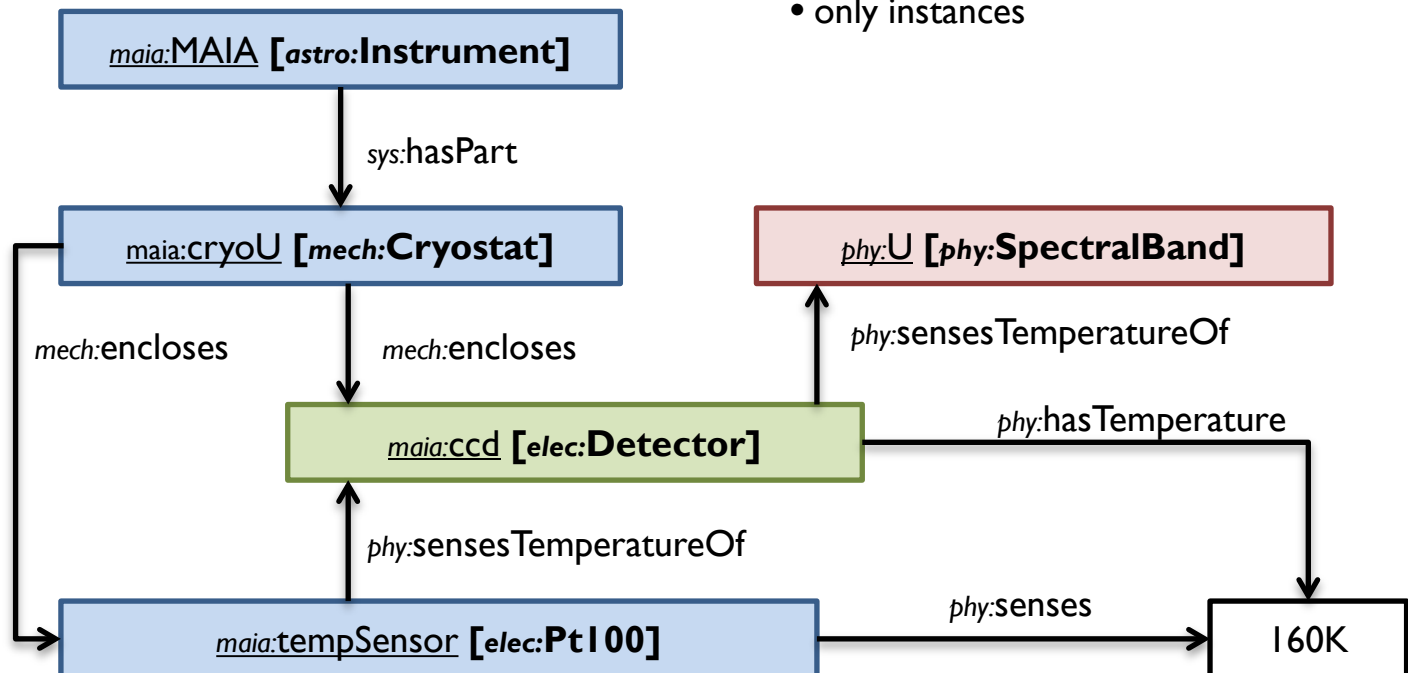 • only instances
maia:MAIA [astro:Instrument]
sys:hasPart
maia:cryoU [mech:Cryostat]
phy:U [phy:SpectralBand]
mech:encloses
mech:encloses
phy:sensesTemperatureOf
maia:ccd [elec:Detector]
phy:hasTemperature
phy:sensesTemperatureOf
maia:tempSensor [elec:Pt100]
phy:senses
160K